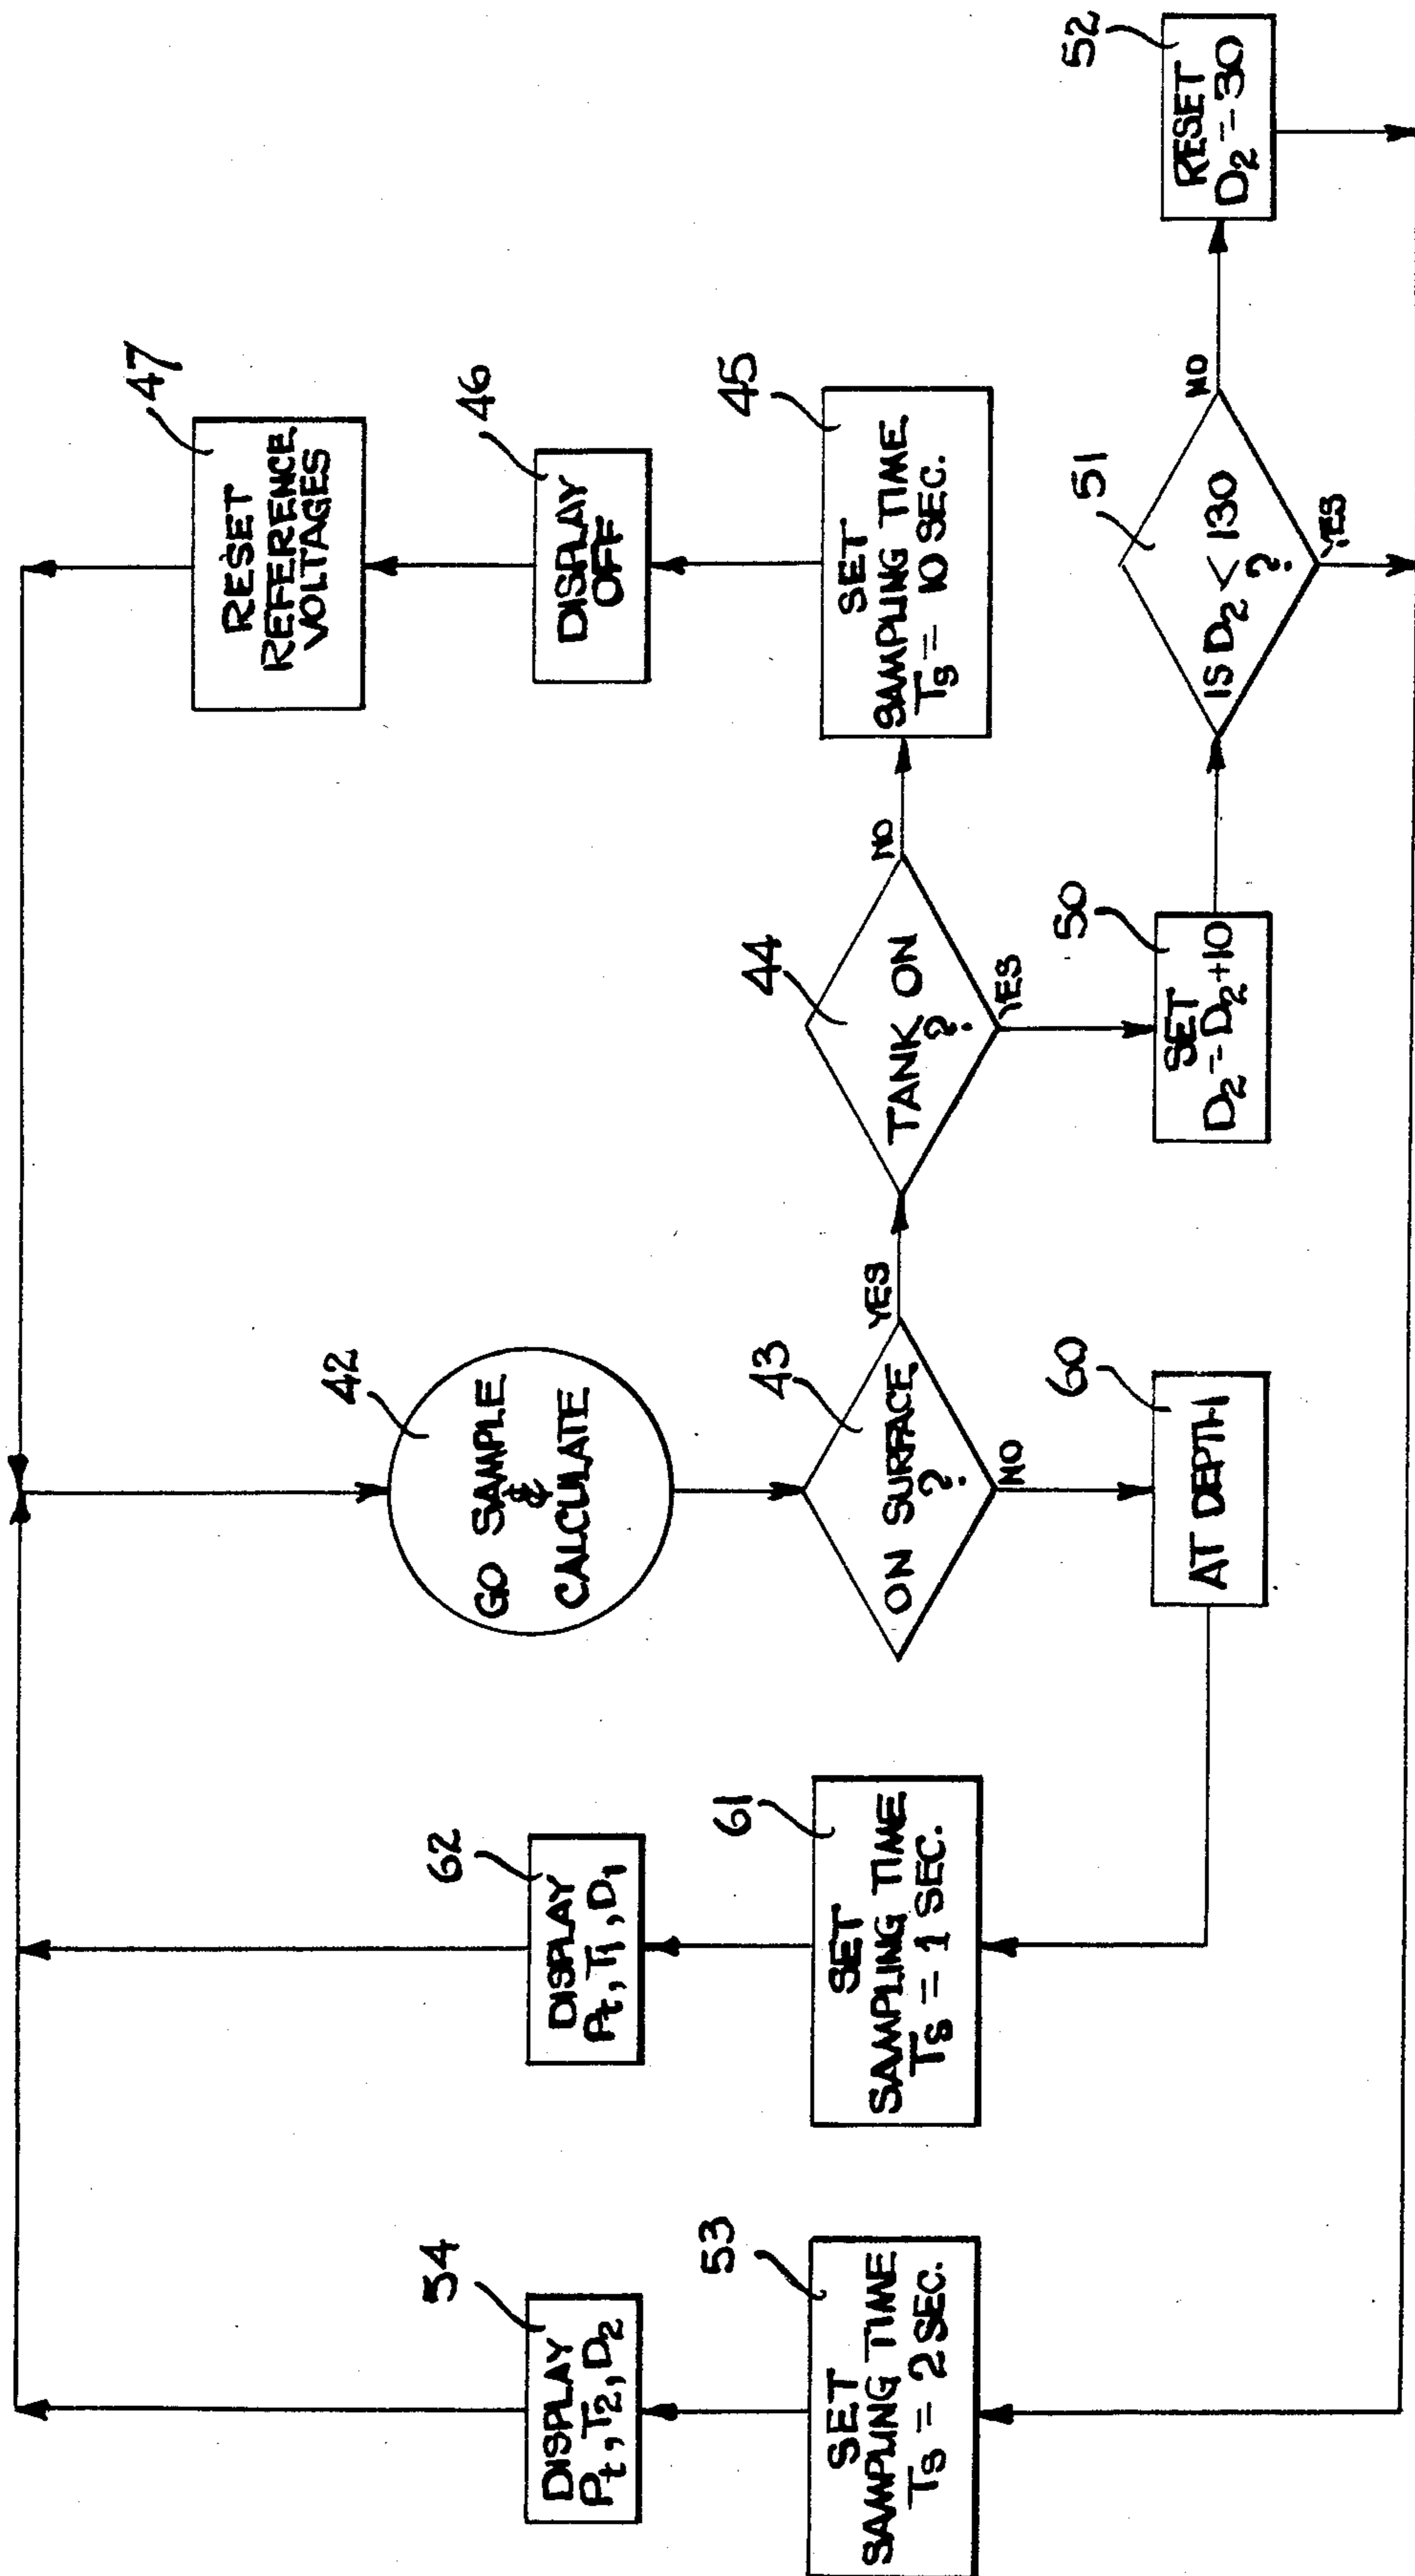 47
RESET
REFERENCE
VOLTAGES
42
GO SAMPLE
&
CALCULATE
54
DISPLAY
Pt, T2, D2
62
DISPLAY
Pt, T1, D1
46
DISPLAY
OFF
53
SET
SAMPLING TIME
Ts = 2 SEC.
61
SET
SAMPLING TIME
Ts = 1 SEC.
43
ON SURFACE
?
YES
NO
44
TANK ON
?
NO
YES
45
SET
SAMPLING TIME
Ts = 10 SEC.
60
AT DEPTH
50
SET
D2 = D2 + 10
51
IS D2 < 130
?
NO
YES
52
RESET
D2 = 30